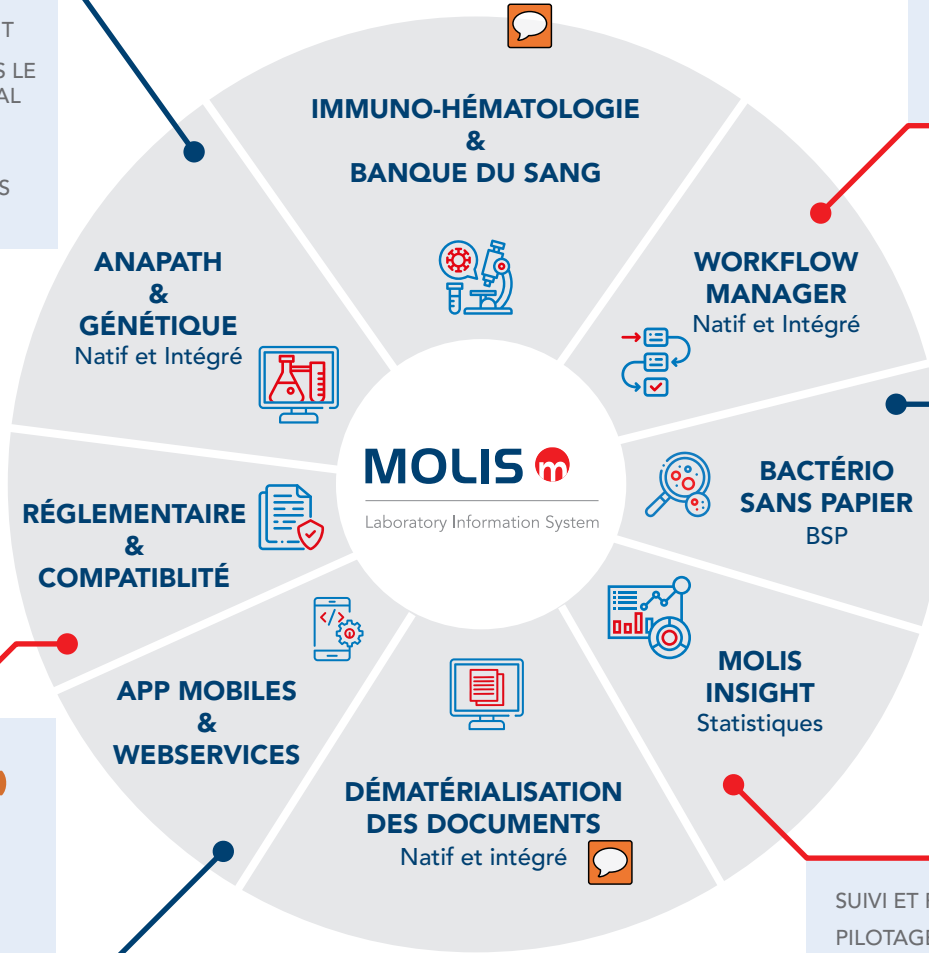 T
S LE
AL
S
IMMUNO-HÉMATOLOGIE
&
BANQUE DU SANG
ANAPATH
&
GÉNÉTIQUE
Natif et Intégré
WORKFLOW
MANAGER
Natif et Intégré
MOLIS m
Laboratory Information System
BACTÉRIO
SANS PAPIER
BSP
RÉGLEMENTAIRE
&
COMPATIBLITÉ
</>
APP MOBILES
&
WEBSERVICES
MOLIS
INSIGHT
Statistiques
DÉMATÉRIALISATION
DES DOCUMENTS
Natif et intégré
SUIVI ET
PILOTAGE